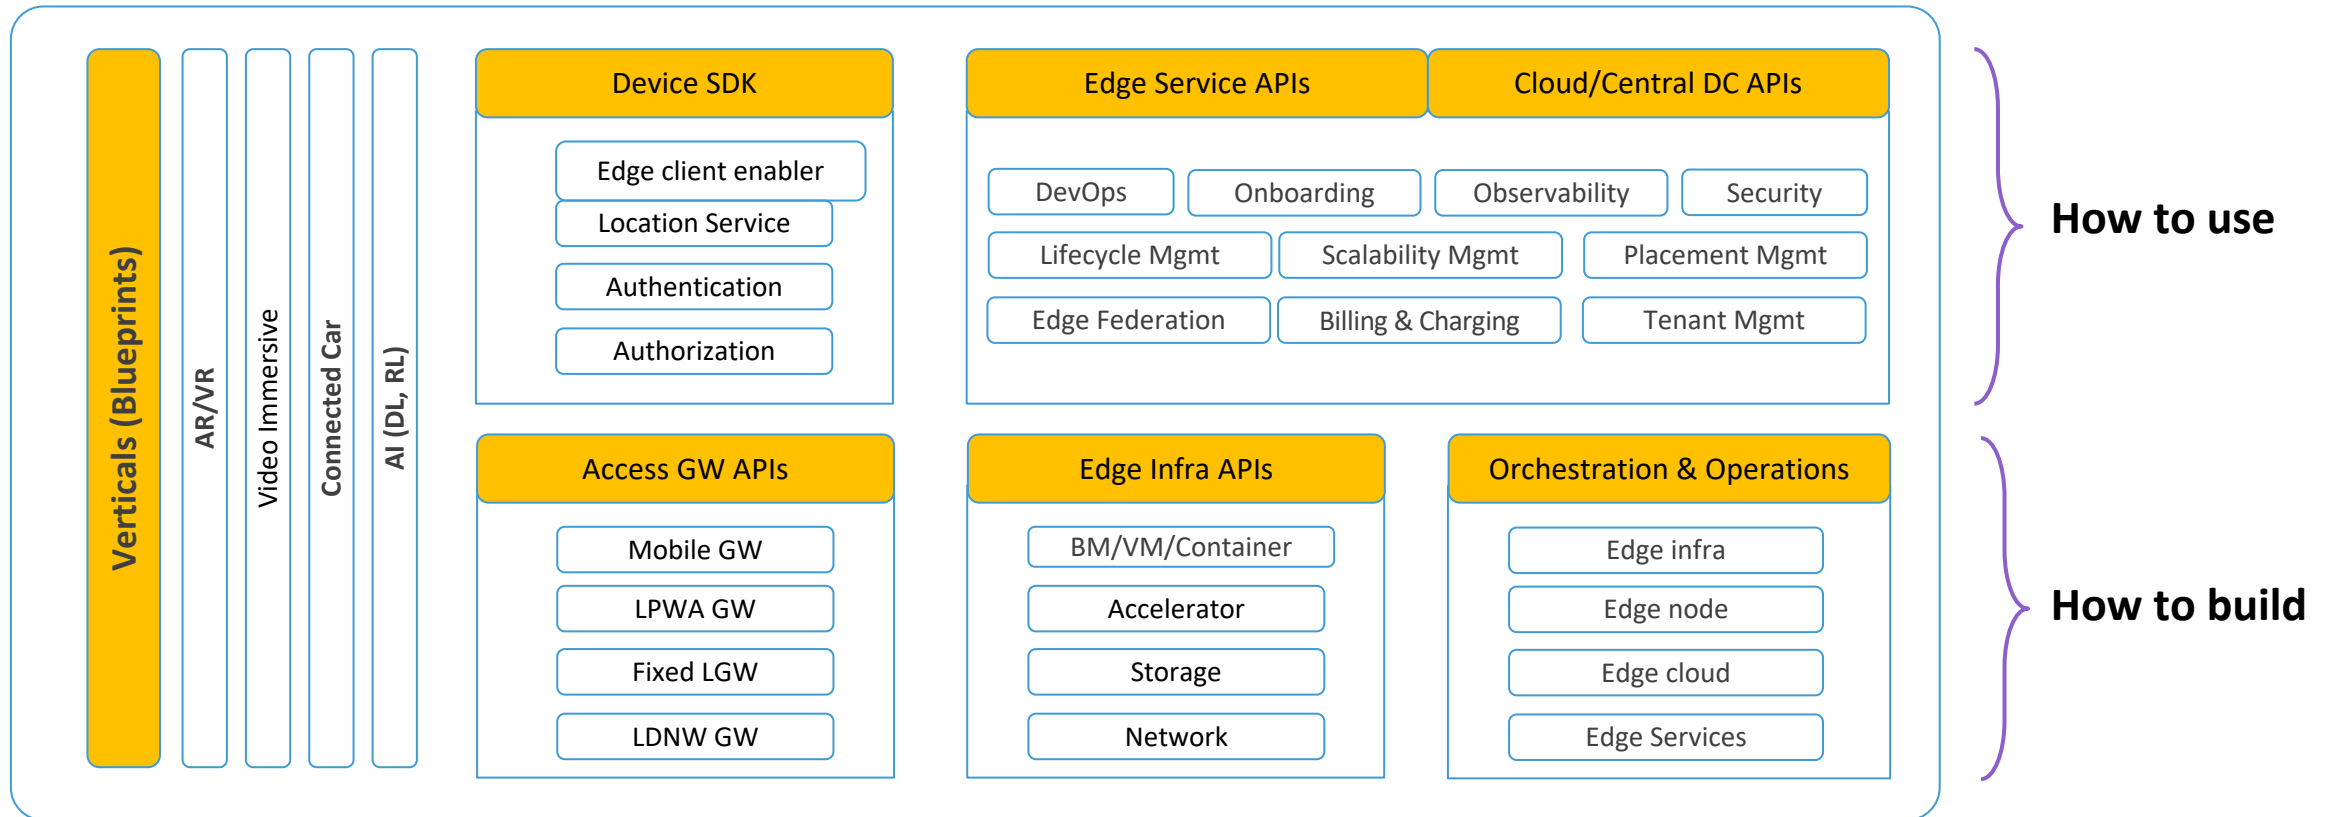 Verticals (Blueprints)
AR/VR
Video Immersive
Connected Car
AI (DL, RL)
Device SDK
Edge client enabler
Location Service
Authentication
Authorization
Edge Service APIs
Cloud/Central DC APIs
DevOps
Onboarding
Observability
Security
Lifecycle Mgmt
Scalability Mgmt
Placement Mgmt
Edge Federation
Billing & Charging
Tenant Mgmt
How to use
Access GW APIs
Mobile GW
LPWA GW
Fixed LGW
LDNW GW
Edge Infra APIs
BM/VM/Container
Accelerator
Storage
Network
Orchestration & Operations
Edge infra
Edge node
Edge cloud
Edge Services
How to build